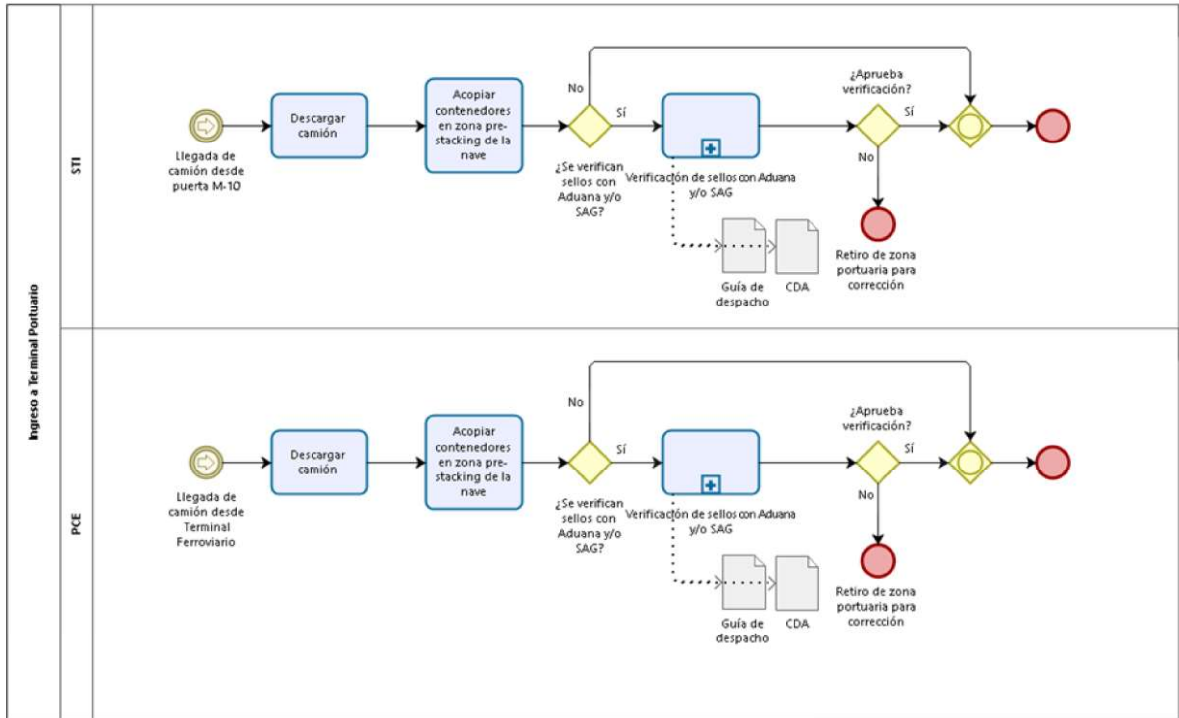 Ingreso a Terminal Portuario
STI
Llegada de
camión desde
puerta M-10
Descargar
camión
Acopiar
contenedores
en zona pre-
stacking de la
nave
No
Sí
¿Se verifican
sellos con
Aduana y/o
SAG?
Verificación de sellos con Aduana
y/o SAG
Guía de
despacho
CDA
¿Aprueba
verificación?
Sí
No
Retiro de zona
portuaria para
corrección
PCE
Llegada de
camión desde
Terminal
Ferroviario
Descargar
camión
Acopiar
contenedores
en zona pre-
stacking de la
nave
No
Sí
¿Se verifican
sellos con
Aduana y/o
SAG?
Verificación de sellos con Aduana
y/o SAG
Guía de
despacho
CDA
¿Aprueba
verificación?
Sí
No
Retiro de zona
portuaria para
corrección